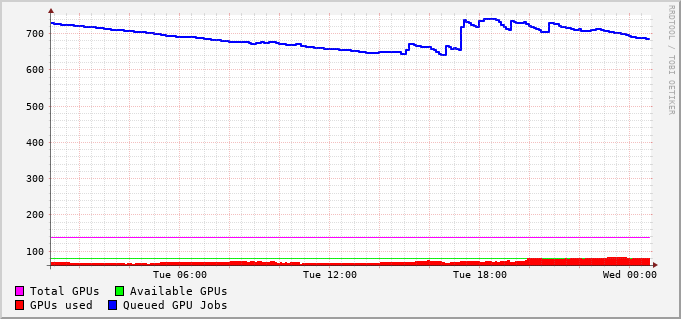 RRDTOOL / TOBI OETIKER
700
600
500
400
300
200
100
Tue 06:00 Tue 12:00 Tue 18:00 Wed 00:00
Total GPUs Available GPUs
GPUs used Queued GPU Jobs